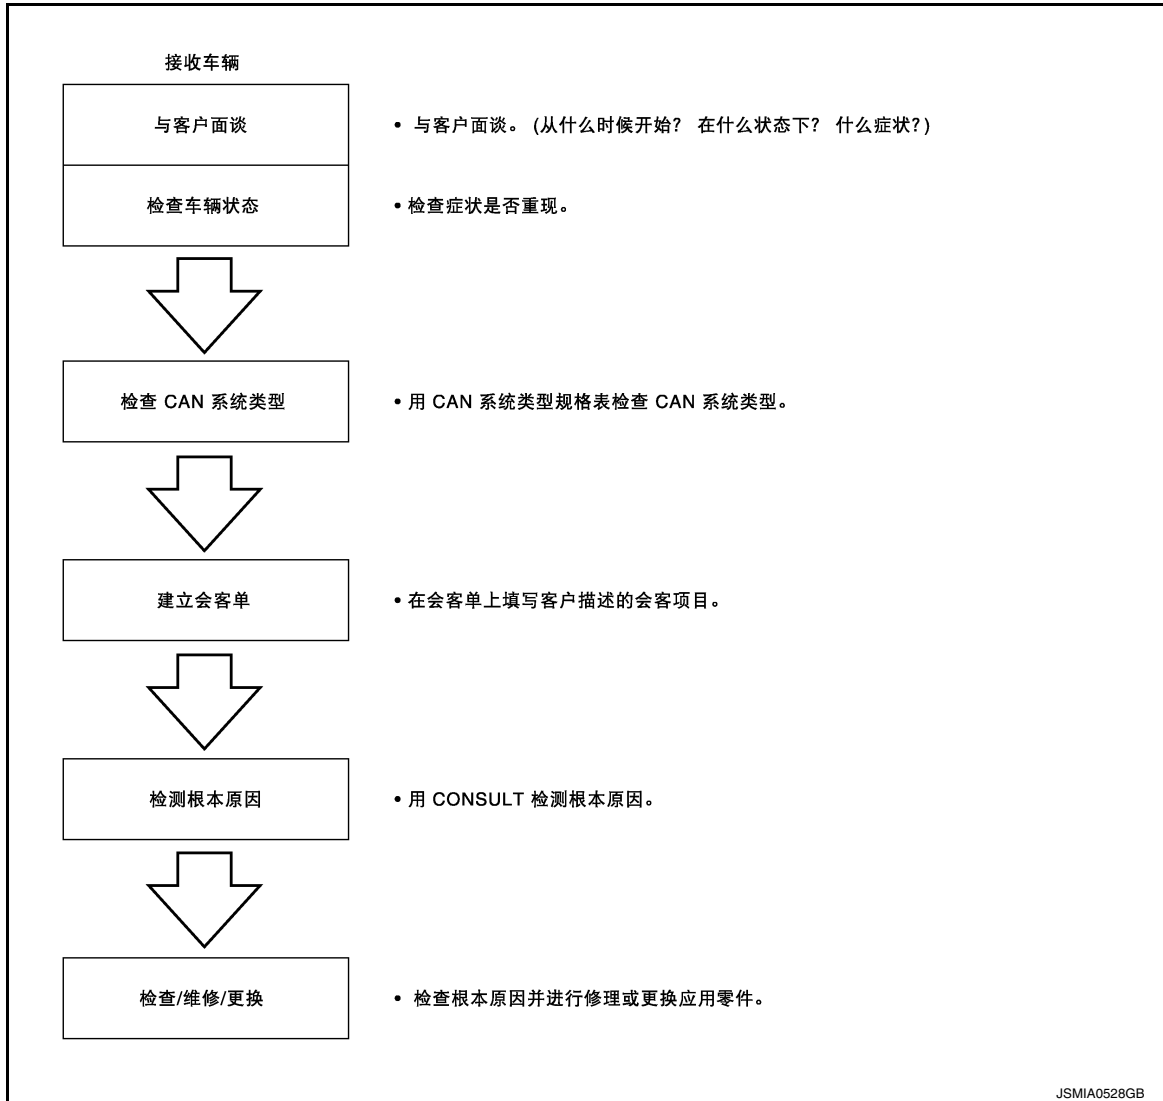 接收车辆
与客户面谈
• 与客户面谈。 (从什么时候开始? 在什么状态下? 什么症状?)
检查车辆状态
• 检查症状是否重现。
检查 CAN 系统类型
• 用 CAN 系统类型规格表检查 CAN 系统类型。
建立会客单
• 在会客单上填写客户描述的会客项目。
检测根本原因
• 用 CONSULT 检测根本原因。
检查/维修/更换
• 检查根本原因并进行修理或更换应用零件。
JSMIA0528GB